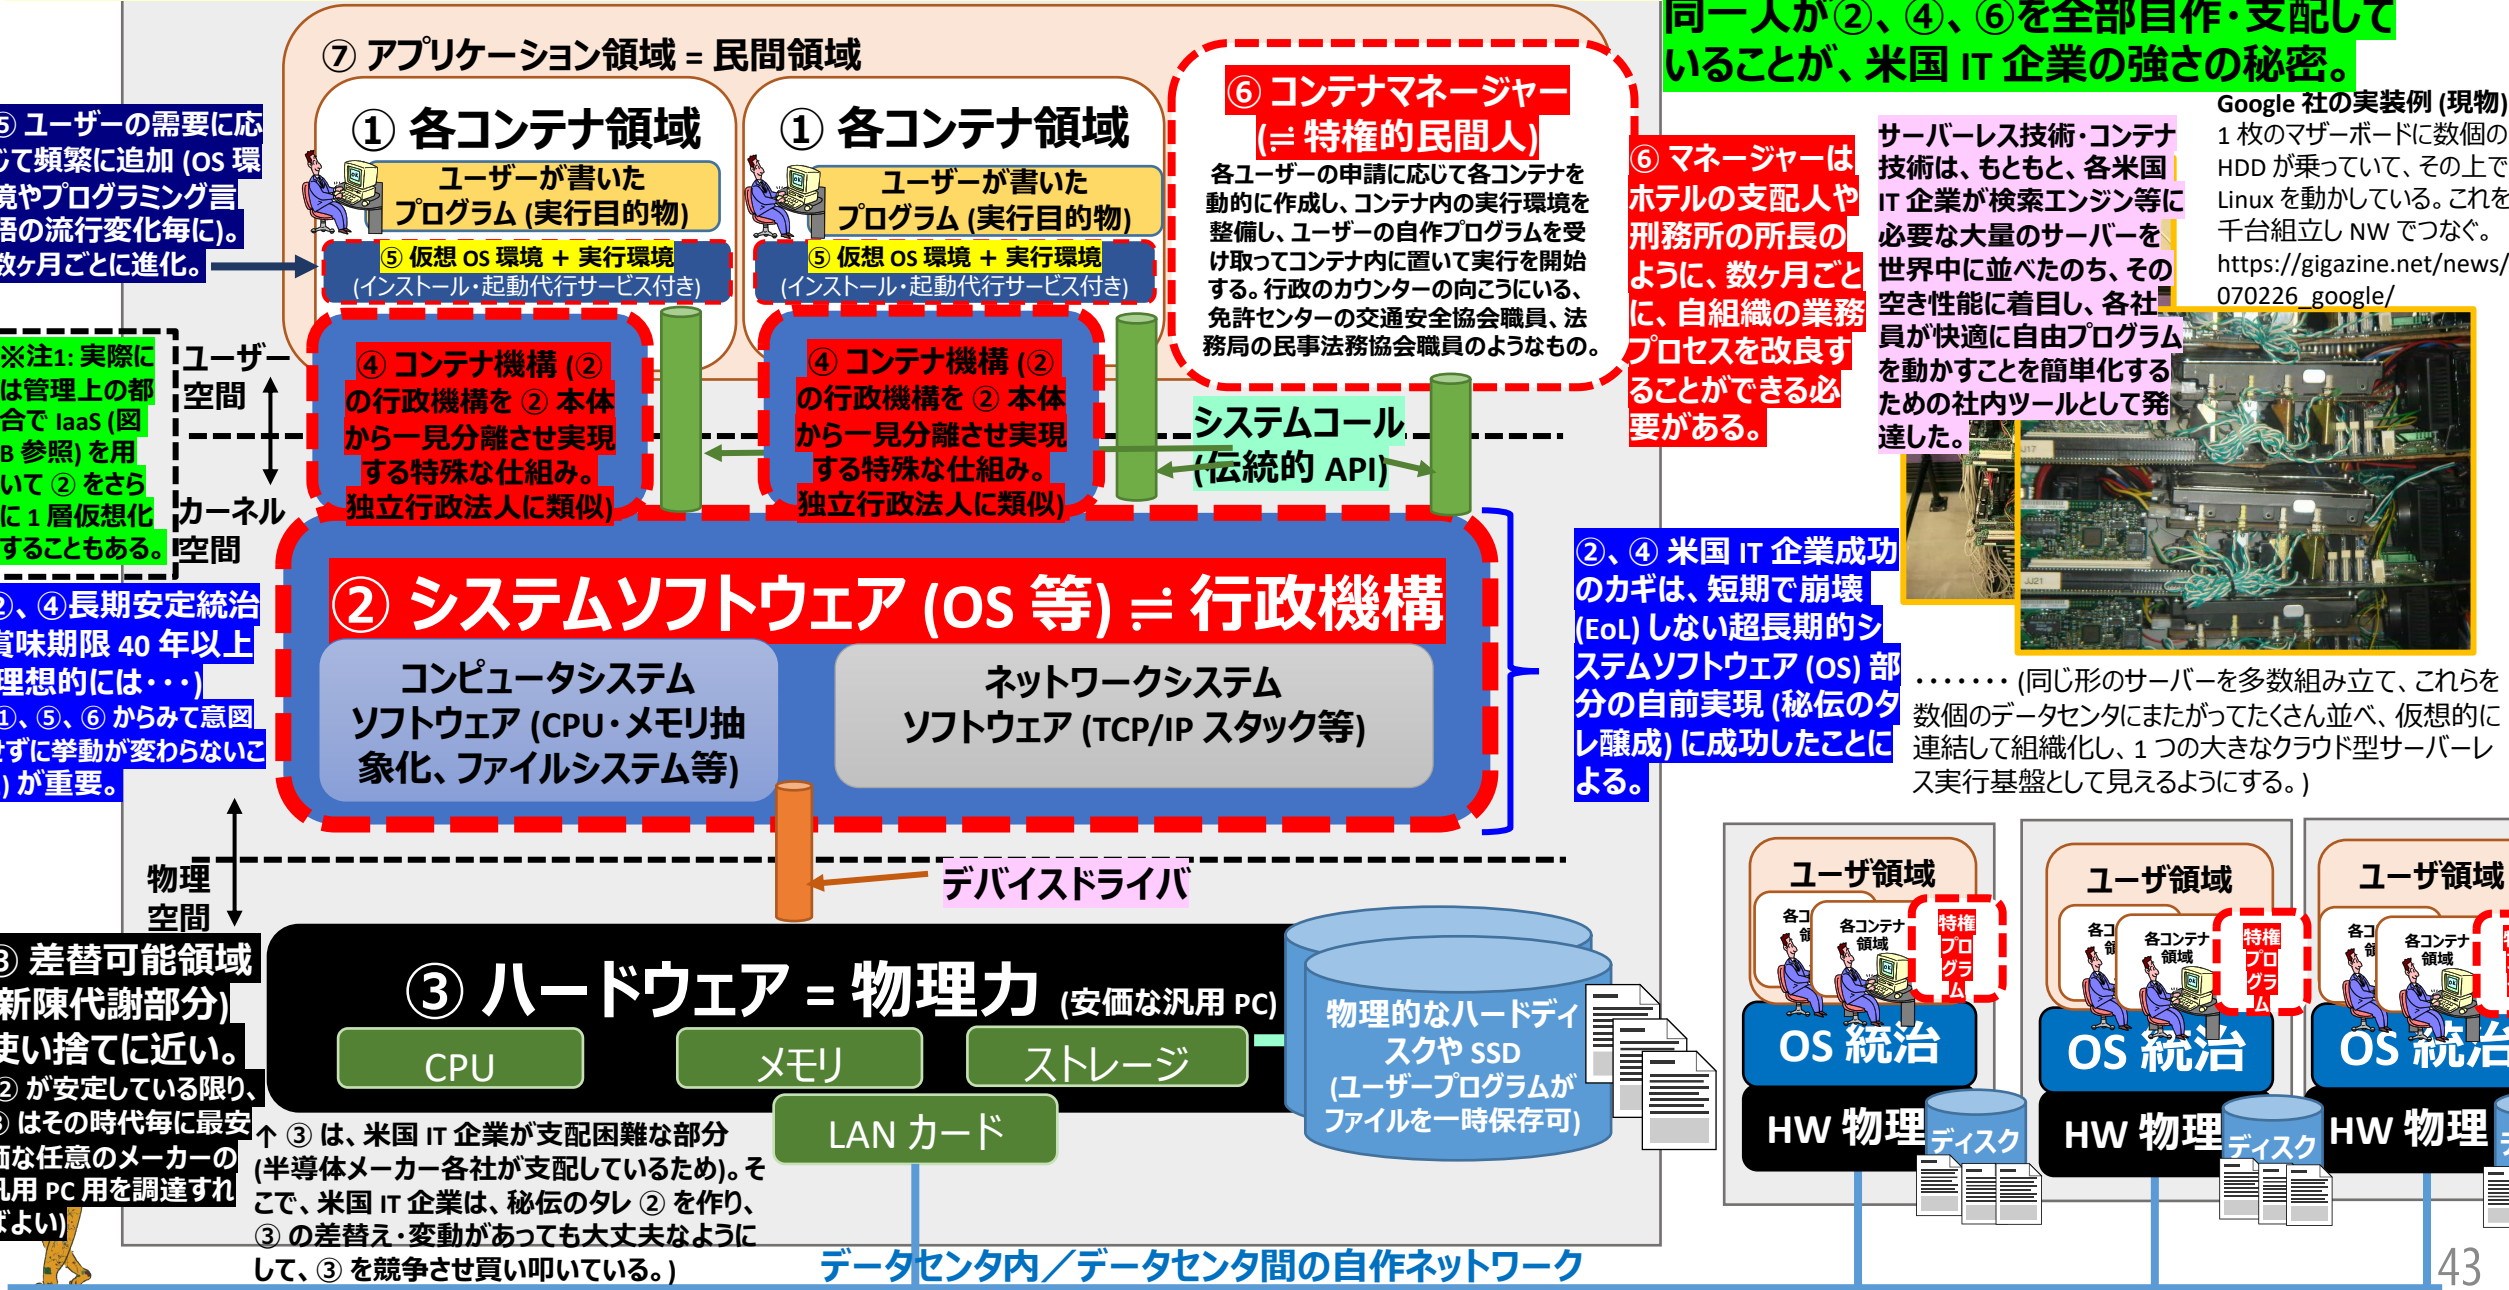 同一人が②、④、⑥を全部自作・支配して
いることが、米国 IT 企業の強さの秘密。
⑦ アプリケーション領域 = 民間領域
① 各コンテナ領域
ユーザーが書いた
プログラム (実行目的物)
⑤ 仮想 OS 環境 ＋ 実行環境
(インストール・起動代行サービス付き)
① 各コンテナ領域
ユーザーが書いた
プログラム (実行目的物)
⑤ 仮想 OS 環境 ＋ 実行環境
(インストール・起動代行サービス付き)
⑥ コンテナマネージャー
(≒ 特権的民間人)
各ユーザーの申請に応じて各コンテナを
動的に作成し、コンテナ内の実行環境を
整備し、ユーザーの自作プログラムを受
け取ってコンテナ内に置いて実行を開始
する。行政のカウンターの向こうにいる、
免許センターの交通安全協会職員、法
務局の民事法務協会職員のようなもの。
⑤ ユーザーの需要に応
じて頻繁に追加 (OS 環
境やプログラミング言
語の流行変化毎に)。
数ヶ月ごとに進化。
⑥ マネージャーは
ホテルの支配人や
刑務所の所長の
ように、数ヶ月ごと
に、自組織の業務
プロセスを改良す
ることができる必
要がある。
サーバーレス技術・コンテナ
技術は、もともと、各米国
IT 企業が検索エンジン等に
必要な大量のサーバーを
世界中に並べたのち、その
空き性能に着目し、各社
員が快適に自由プログラム
を動かすことを簡単化する
ための社内ツールとして発
達した。
Google 社の実装例 (現物)
1 枚のマザーボードに数個の
HDD が乗っていて、その上で
Linux を動かしている。これを
千台組立し NW でつなぐ。
https://gigazine.net/news/
070226_google/
J17
JJ21
※注1: 実際に
は管理上の都
合で IaaS (図
B 参照) を用
いて ② をさら
に 1 層仮想化
することもある。
ユーザー
空間
カーネル
空間
④ コンテナ機構 (②
の行政機構を ② 本体
から一見分離させ実現
する特殊な仕組み。
独立行政法人に類似)
④ コンテナ機構 (②
の行政機構を ② 本体
から一見分離させ実現
する特殊な仕組み。
独立行政法人に類似)
システムコール
(伝統的 API)
②、④長期安定統治
賞味期限 40 年以上
理想的には・・・)
①、⑤、⑥ からみて意図
せずに挙動が変わらないこ
) が重要。
② システムソフトウェア (OS 等) ≒ 行政機構
コンピュータシステム
ソフトウェア (CPU・メモリ抽
象化、ファイルシステム等)
ネットワークシステム
ソフトウェア (TCP/IP スタック等)
②、④ 米国 IT 企業成功
のカギは、短期で崩壊
(EoL) しない超長期的シ
ステムソフトウェア (OS) 部
分の自前実現 (秘伝のタ
レ醸成) に成功したことに
よる。
・・・・・・・ (同じ形のサーバーを多数組み立て、これらを
数個のデータセンタにまたがってたくさん並べ、仮想的に
連結して組織化し、1 つの大きなクラウド型サーバーレ
ス実行基盤として見えるようにする。)
物理
空間
デバイスドライバ
③ 差替可能領域
新陳代謝部分)
使い捨てに近い。
② が安定している限り、
③ はその時代毎に最安
価な任意のメーカーの
汎用 PC 用を調達すれ
ばよい)
③ ハードウェア = 物理力 (安価な汎用 PC)
CPU
メモリ
ストレージ
LAN カード
物理的なハードディ
スクや SSD
(ユーザープログラムが
ファイルを一時保存可)
↑ ③ は、米国 IT 企業が支配困難な部分
(半導体メーカー各社が支配しているため)。そ
こで、米国 IT 企業は、秘伝のタレ ② を作り、
③ の差替え・変動があっても大丈夫なように
して、③ を競争させ買い叩いている。)
データセンタ内／データセンタ間の自作ネットワーク
ユーザ領域
各コ
領
各コンテナ
領域
特権
プロ
グラ
ム
OS 統治
HW 物理
ディスク
ユーザ領域
各コ
領
各コンテナ
領域
特権
プロ
グラ
ム
OS 統治
HW 物理
ディスク
ユーザ領域
各コ
領
各コンテナ
領域
OS 統治
HW 物理
43